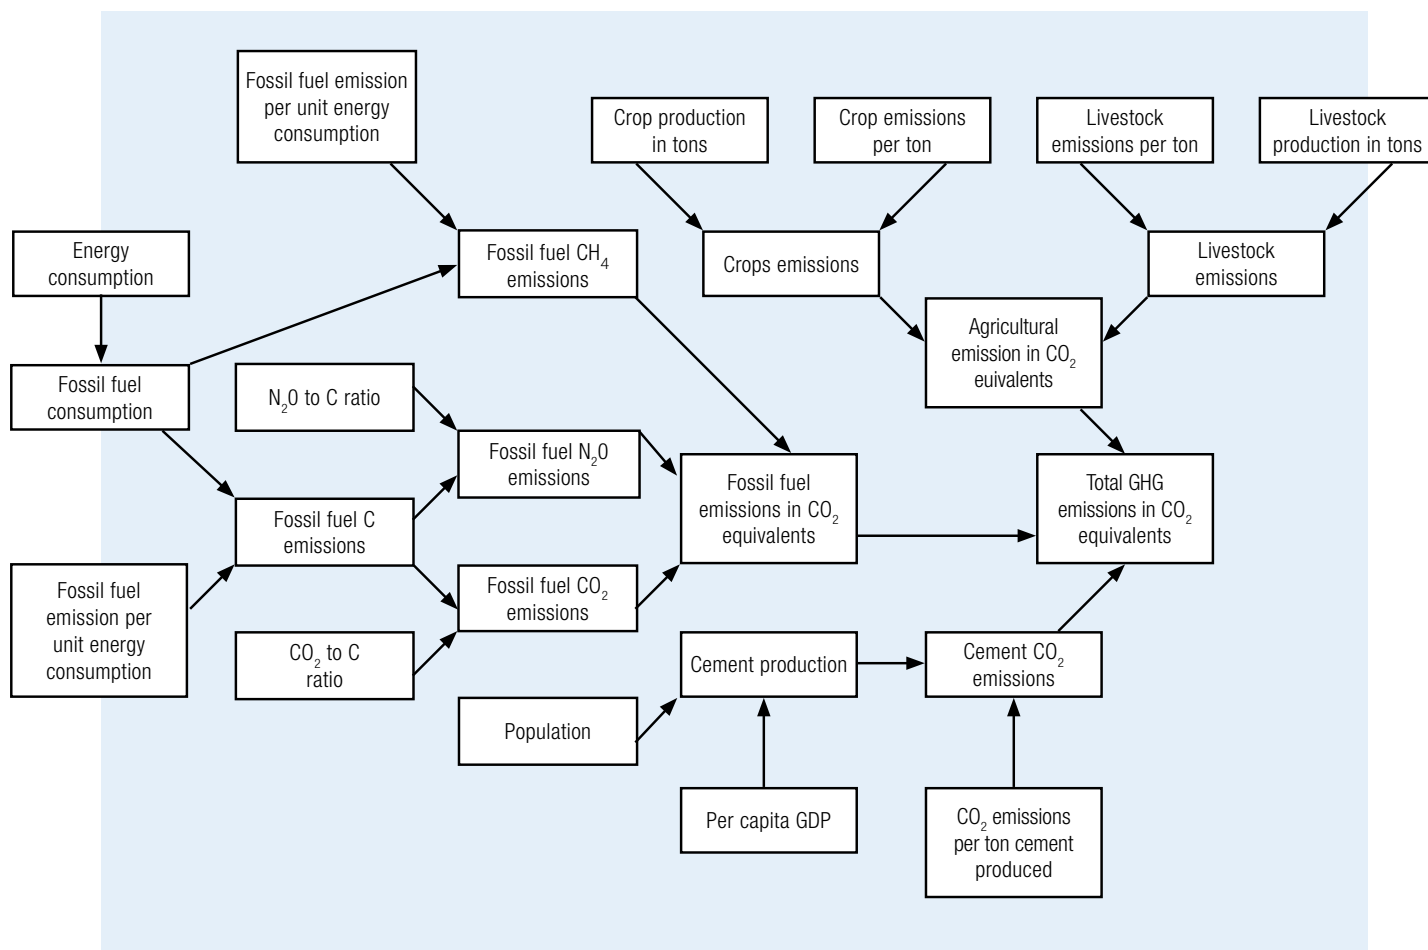 Fossil fuel emission
per unit energy
consumption
Crop production
in tons
Crop emissions
per ton
Livestock
emissions per ton
Livestock
production in tons
Energy
consumption
Fossil fuel CH₄
emissions
Crops emissions
Livestock
emissions
Agricultural
emission in CO₂
euivalents
Fossil fuel
consumption
N₂O to C ratio
Fossil fuel N₂O
emissions
Fossil fuel
emissions in CO₂
equivalents
Total GHG
emissions in CO₂
equivalents
Fossil fuel C
emissions
Fossil fuel
emission per
unit energy
consumption
Fossil fuel CO₂
emissions
CO₂ to C
ratio
Cement production
Cement CO₂
emissions
Population
Per capita GDP
CO₂ emissions
per ton cement
produced